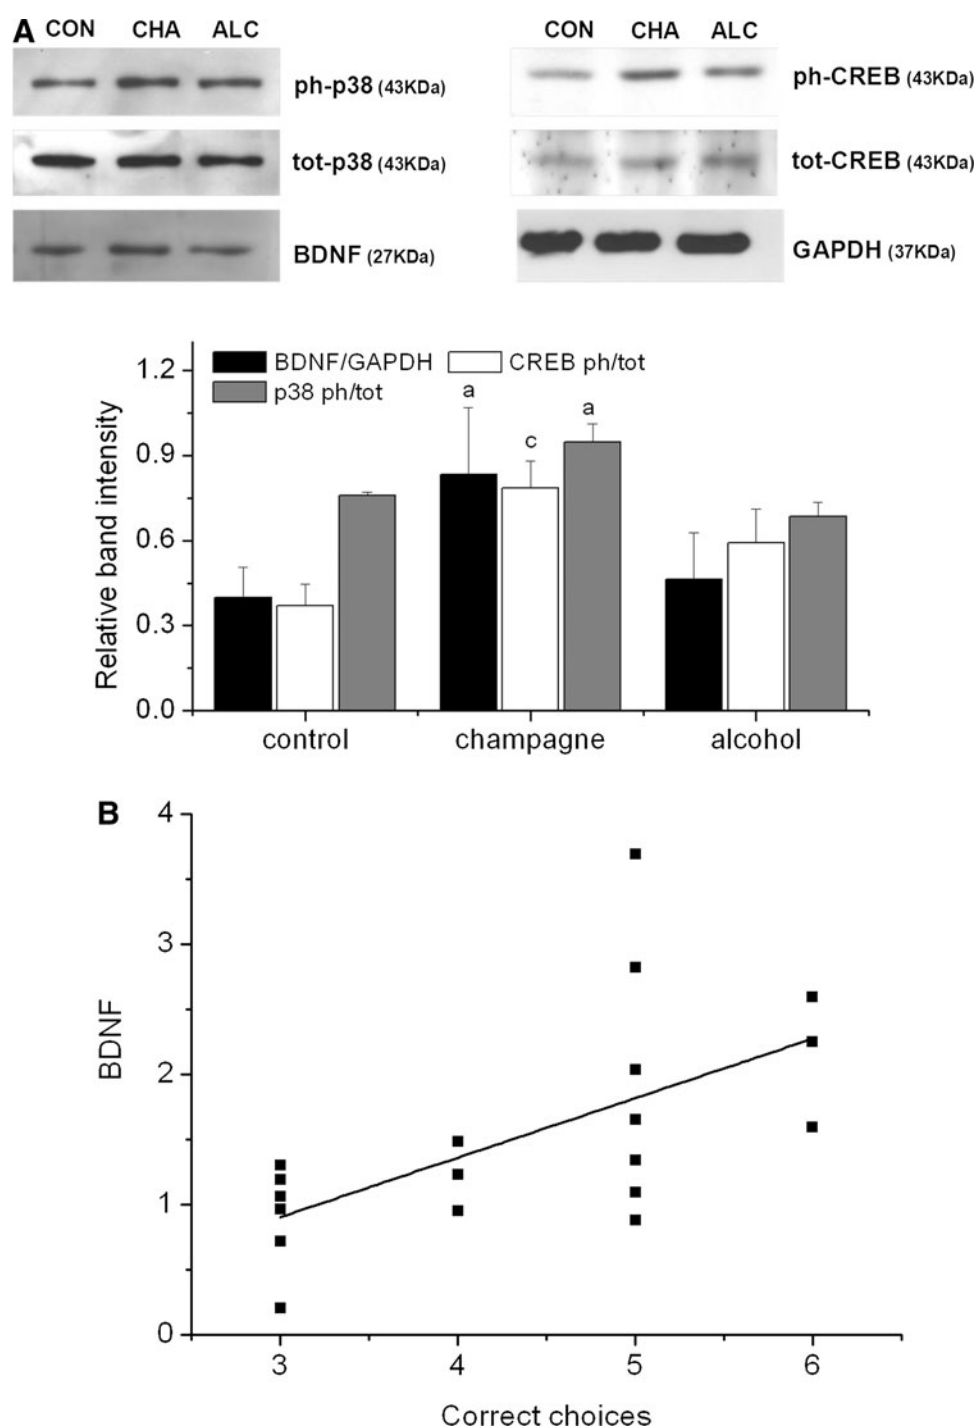 A CON CHA ALC
CON CHA ALC
ph-p38 (43KDa)
ph-CREB (43KDa)
tot-p38 (43KDa)
tot-CREB (43KDa)
BDNF (27KDa)
GAPDH (37KDa)
BDNF/GAPDH
CREB ph/tot
p38 ph/tot
a
c
a
1.2
0.9
0.6
0.3
0.0
Relative band intensity
control
champagne
alcohol
B
4
3
2
1
0
BDNF
3
4
5
6
Correct choices